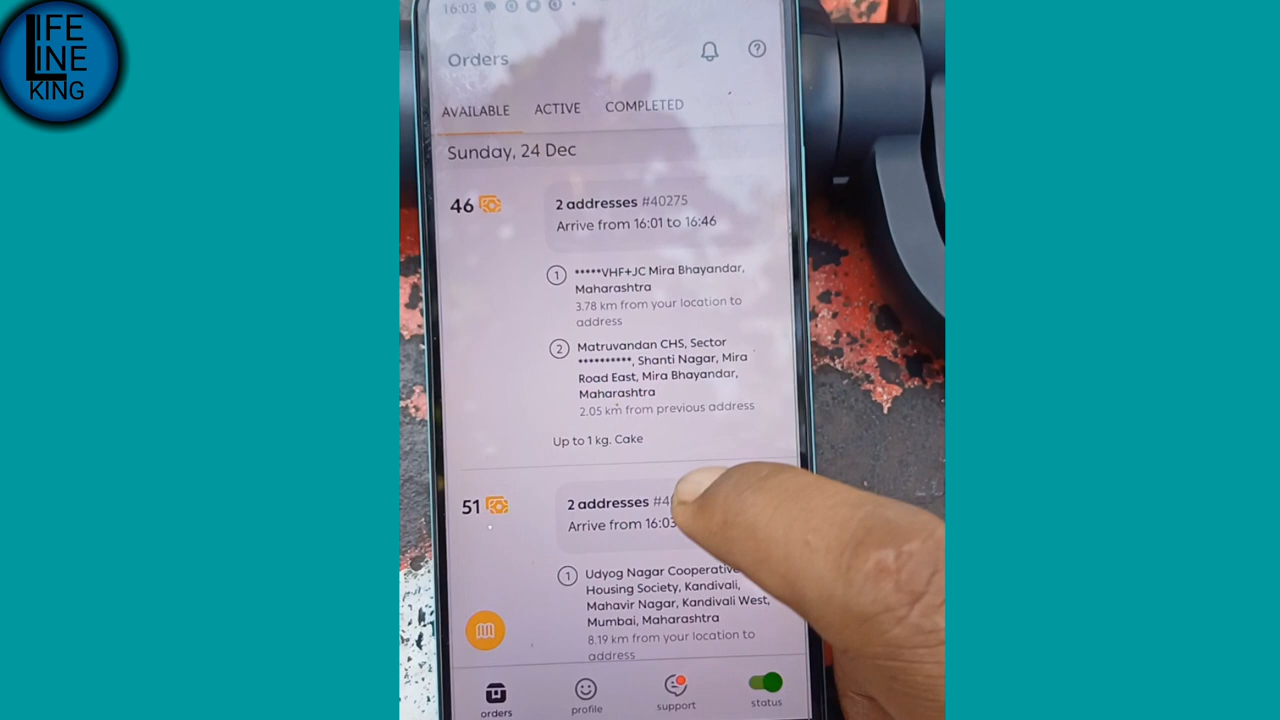 LIFE
LINE
KING
16:03
Orders
AVAILABLE ACTIVE COMPLETED
Sunday, 24 Dec
46
2 addresses #40275
Arrive from 16:01 to 16:46
1
*****VHF+JC Mira Bhayandar,
Maharashtra
3.78 km from your location to
address
2
Matruvandan CHS, Sector
**********, Shanti Nagar, Mira
Road East, Mira Bhayandar,
Maharashtra
2.05 km from previous address
Up to 1 kg. Cake
51
2 addresses
Arrive from 16:03
1
Udyog Nagar Cooperative
Housing Society, Kandivali,
Mahavir Nagar, Kandivali West,
Mumbai, Maharashtra
8.19 km from your location to
address
orders profile support status